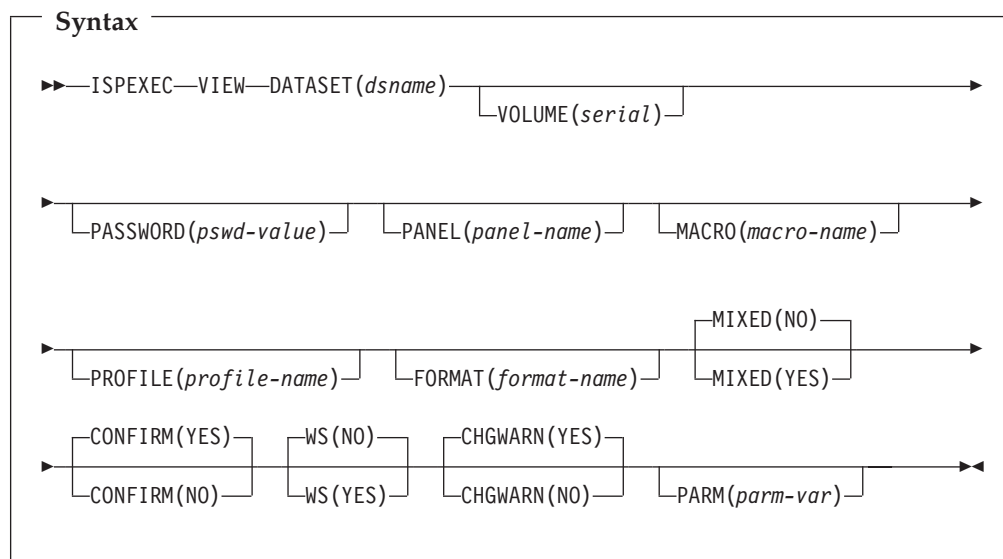 Syntax
ISPEXEC VIEW DATASET(dsname)
VOLUME(serial)
PASSWORD(pswd-value) PANEL(panel-name) MACRO(macro-name)
MIXED(NO)
PROFILE(profile-name) FORMAT(format-name) MIXED(YES)
CONFIRM(YES) WS(NO) CHGWARN(YES)
CONFIRM(NO) WS(YES) CHGWARN(NO) PARM(parm-var)